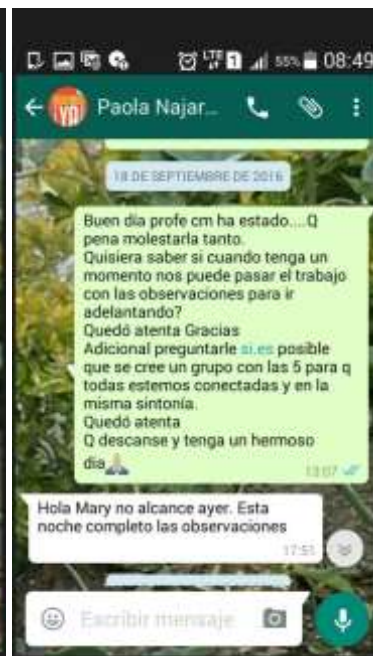 LTE 1 55% 08:49
Paola Najar...
18 DE SEPTIEMBRE DE 2016
Buen dia profe cm ha estado....Q
pena molestarla tanto.
Quisiera saber si cuando tenga un
momento nos puede pasar el trabajo
con las observaciones para ir
adelantando?
Quedó atenta Gracias
Adicional preguntarle si.es posible
que se cree un grupo con las 5 para q
todas estemos conectadas y en la
misma sintonía.
Quedó atenta
Q descanse y tenga un hermoso
dia
13:07
Hola Mary no alcance ayer. Esta
noche completo las observaciones
17:51
Escribir mensaje